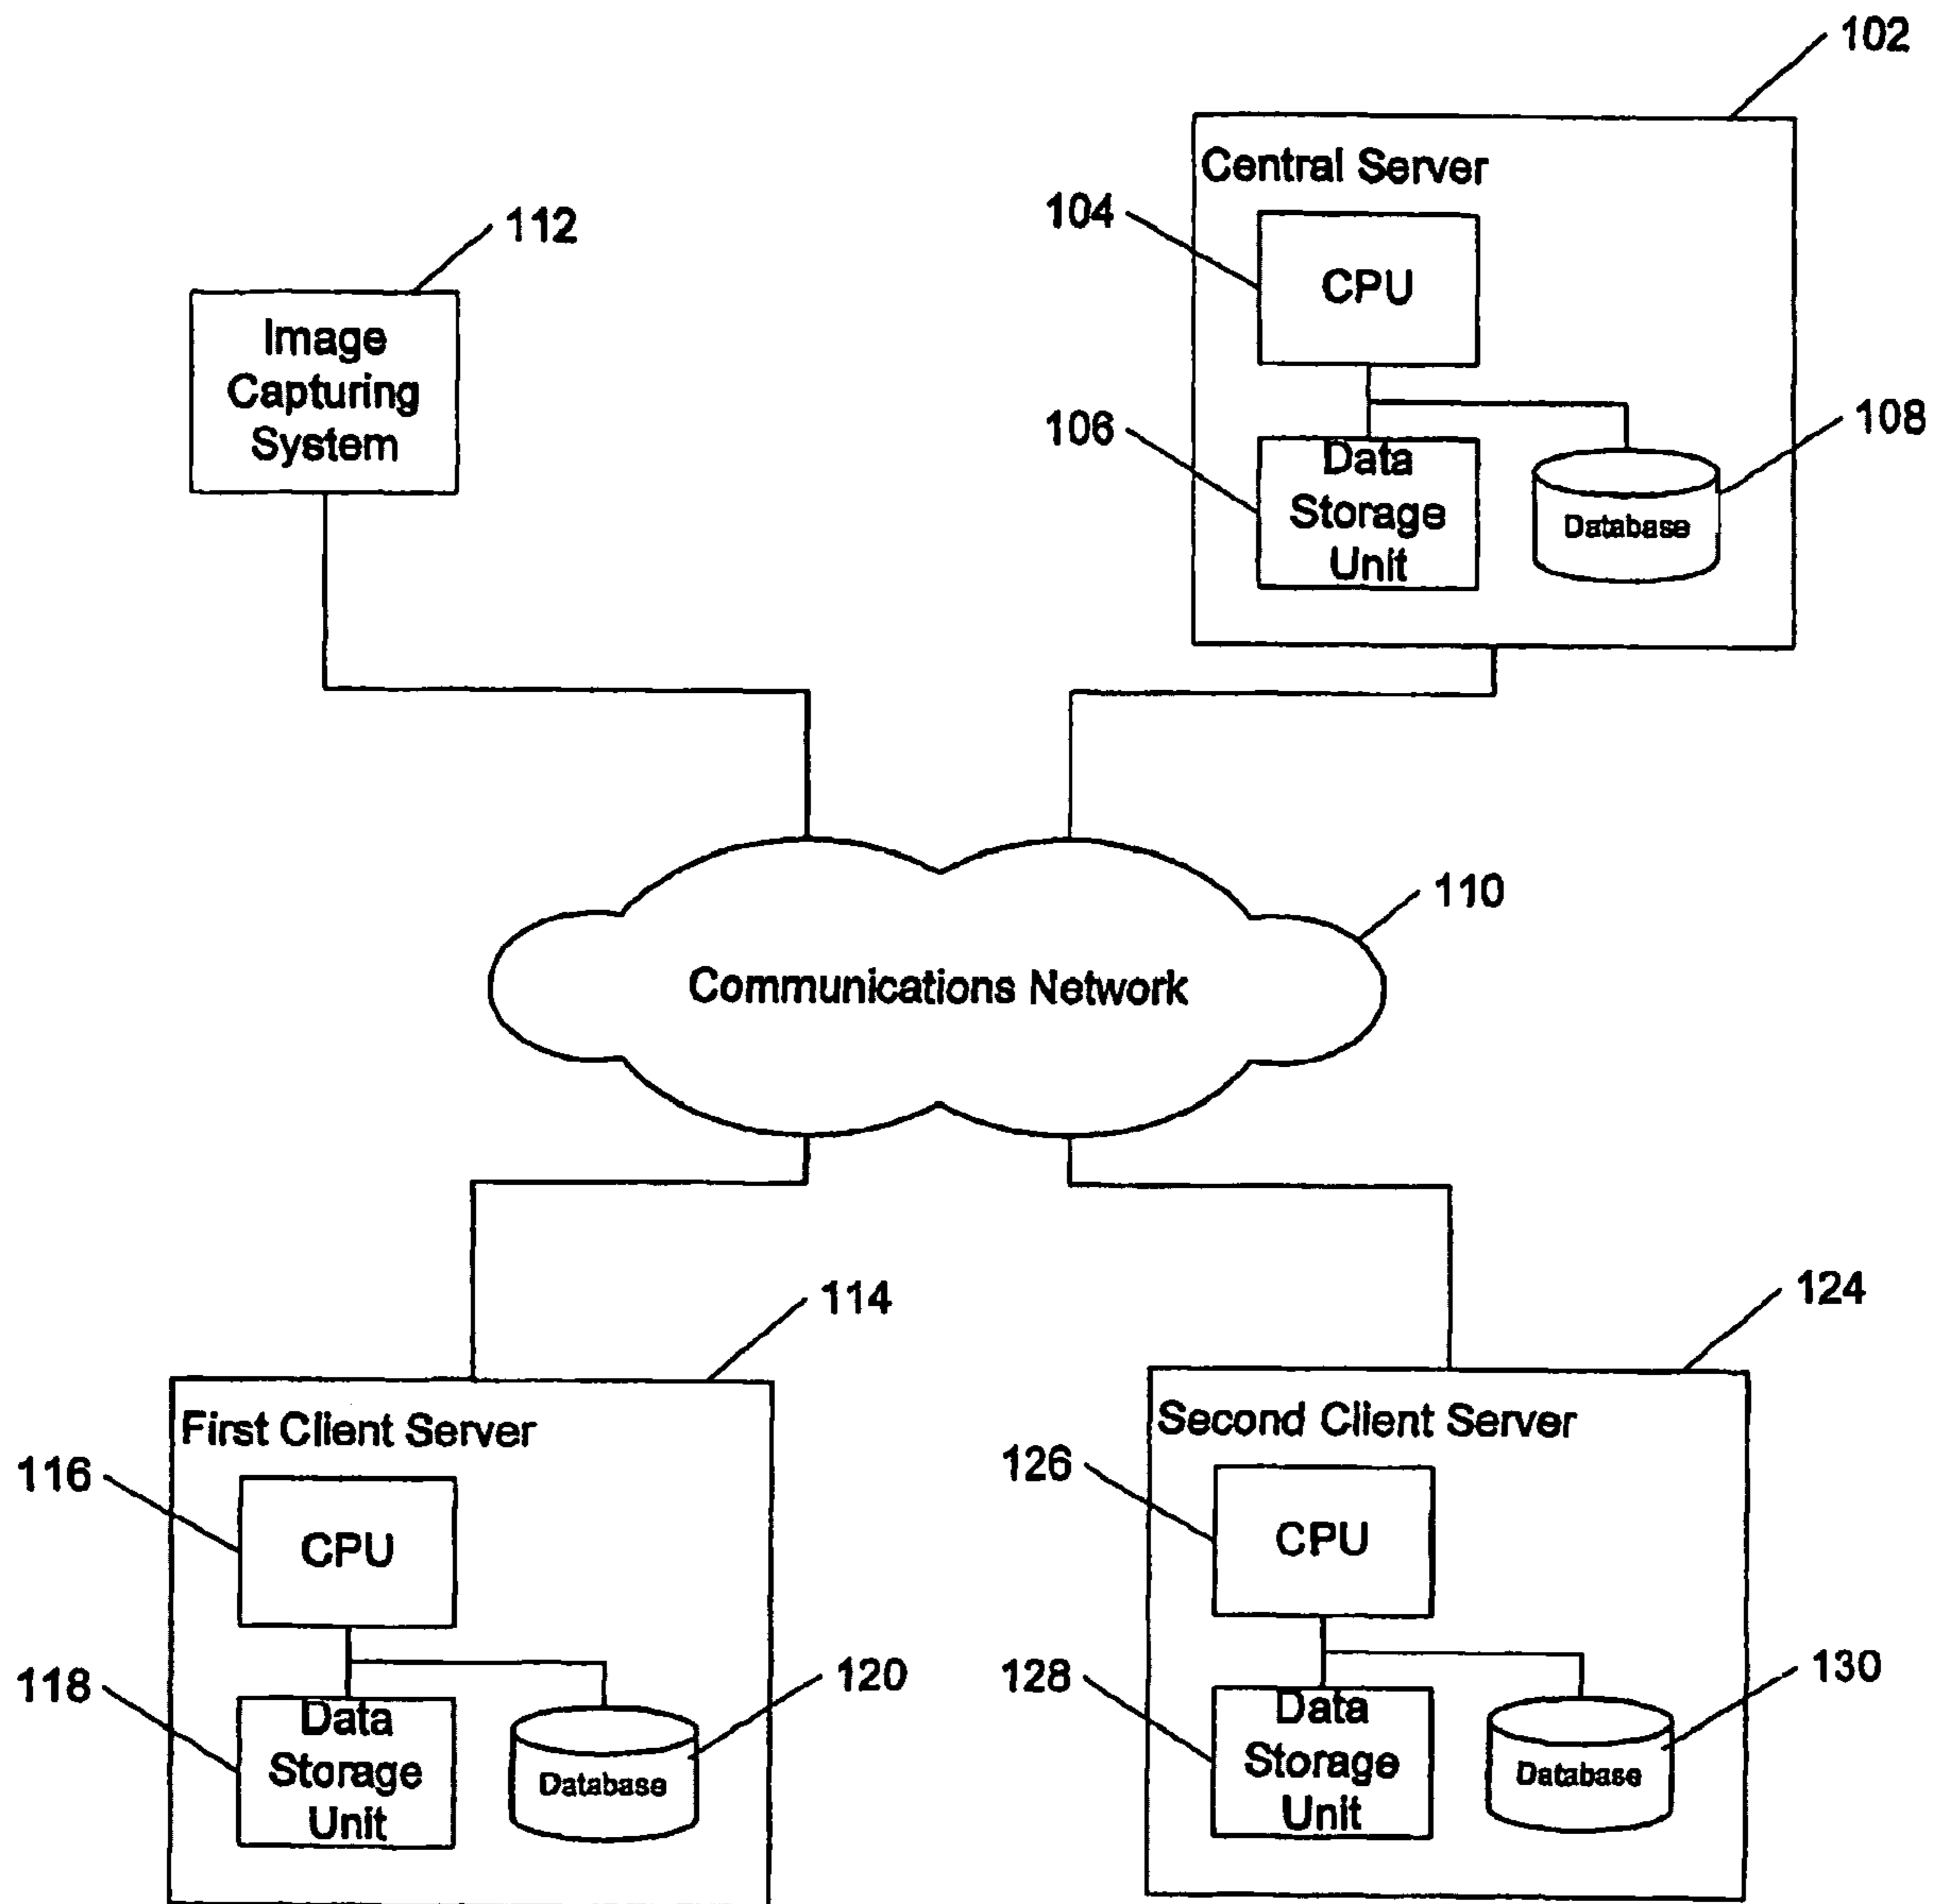 102
Central Server
104
CPU
112
Image
Capturing
System
106
Data
Storage
Unit
108
Database
110
Communications Network
114
First Client Server
116
CPU
118
Data
Storage
Unit
120
Database
124
Second Client Server
126
CPU
128
Data
Storage
Unit
130
Database